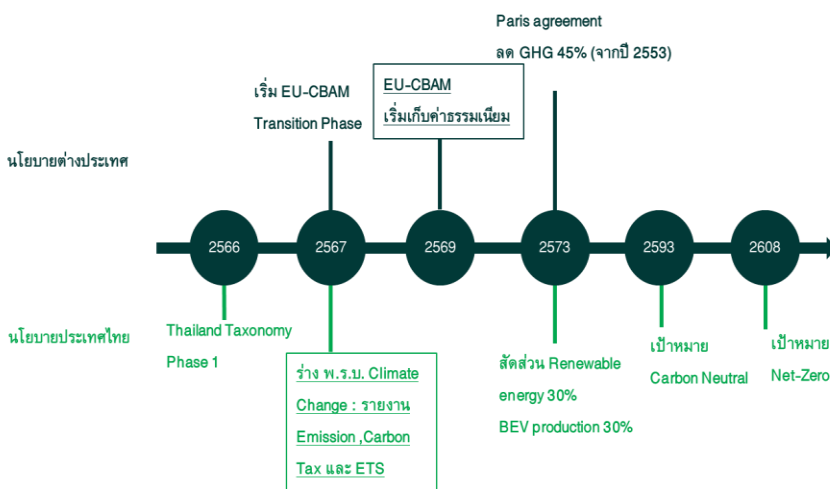 Paris agreement
ลด GHG 45% (จากปี 2553)
เริ่ม EU-CBAM
Transition Phase
EU-CBAM
เริ่มเก็บค่าธรรมเนียม
นโยบายต่างประเทศ
2566
2567
2569
2573
2593
2608
นโยบายประเทศไทย
Thailand Taxonomy
Phase 1
ร่าง พ.ร.บ. Climate
Change : รายงาน
Emission ,Carbon
Tax และ ETS
สัดส่วน Renewable
energy 30%
BEV production 30%
เป้าหมาย
Carbon Neutral
เป้าหมาย
Net-Zero